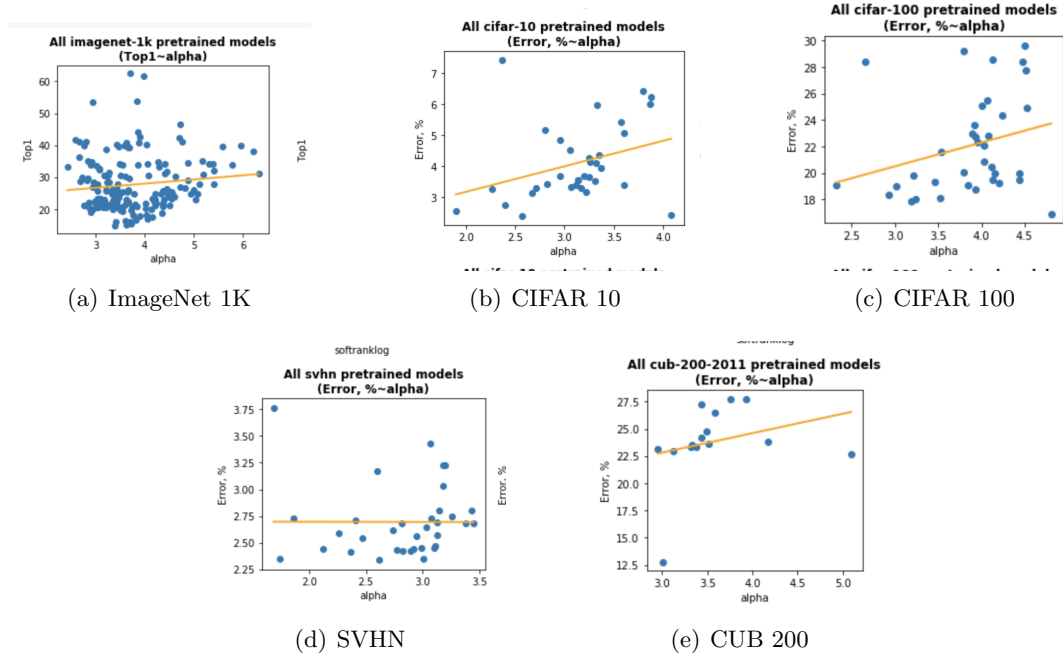 All imagenet-1k pretrained models
(Top1~alpha)
60
50
40
30
20
Top1
Top1
3 4 5 6
alpha
(a) ImageNet 1K
All cifar-10 pretrained models
(Error, %~alpha)
7
6
5
4
3
Error, %
2.0 2.5 3.0 3.5 4.0
alpha
(b) CIFAR 10
All cifar-100 pretrained models
(Error, %~alpha)
30
28
26
24
22
20
18
Error, %
2.5 3.0 3.5 4.0 4.5
alpha
(c) CIFAR 100
softranklog
All svhn pretrained models
(Error, %~alpha)
3.75
3.50
3.25
3.00
2.75
2.50
2.25
Error, %
Error, %
2.0 2.5 3.0 3.5
alpha
(d) SVHN
All cub-200-2011 pretrained models
(Error, %~alpha)
27.5
25.0
22.5
20.0
17.5
15.0
12.5
Error, %
3.0 3.5 4.0 4.5 5.0
alpha
(e) CUB 200